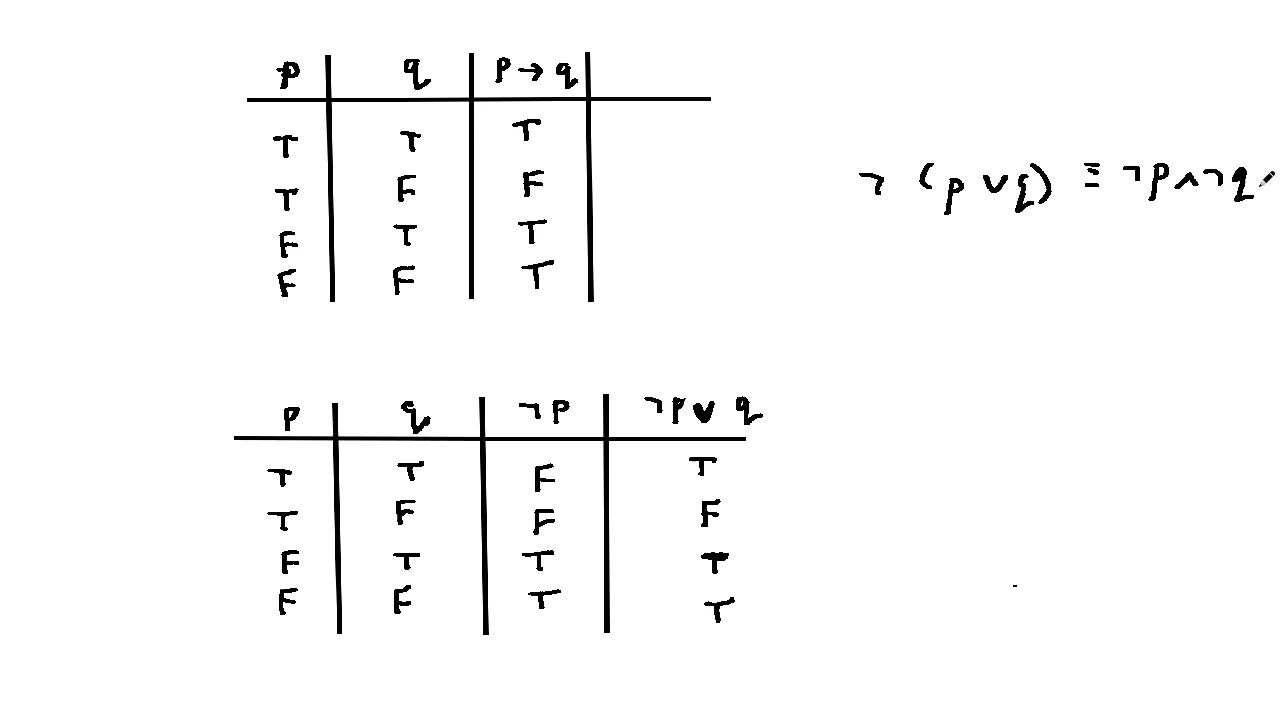 p q p → q
T T T
T F F
F T T
F F T
¬ (p ∨ q) ≡ ¬p ∧ ¬q
p q ¬p ¬p ∨ q
T T F T
T F F F
F T T T
F F T T